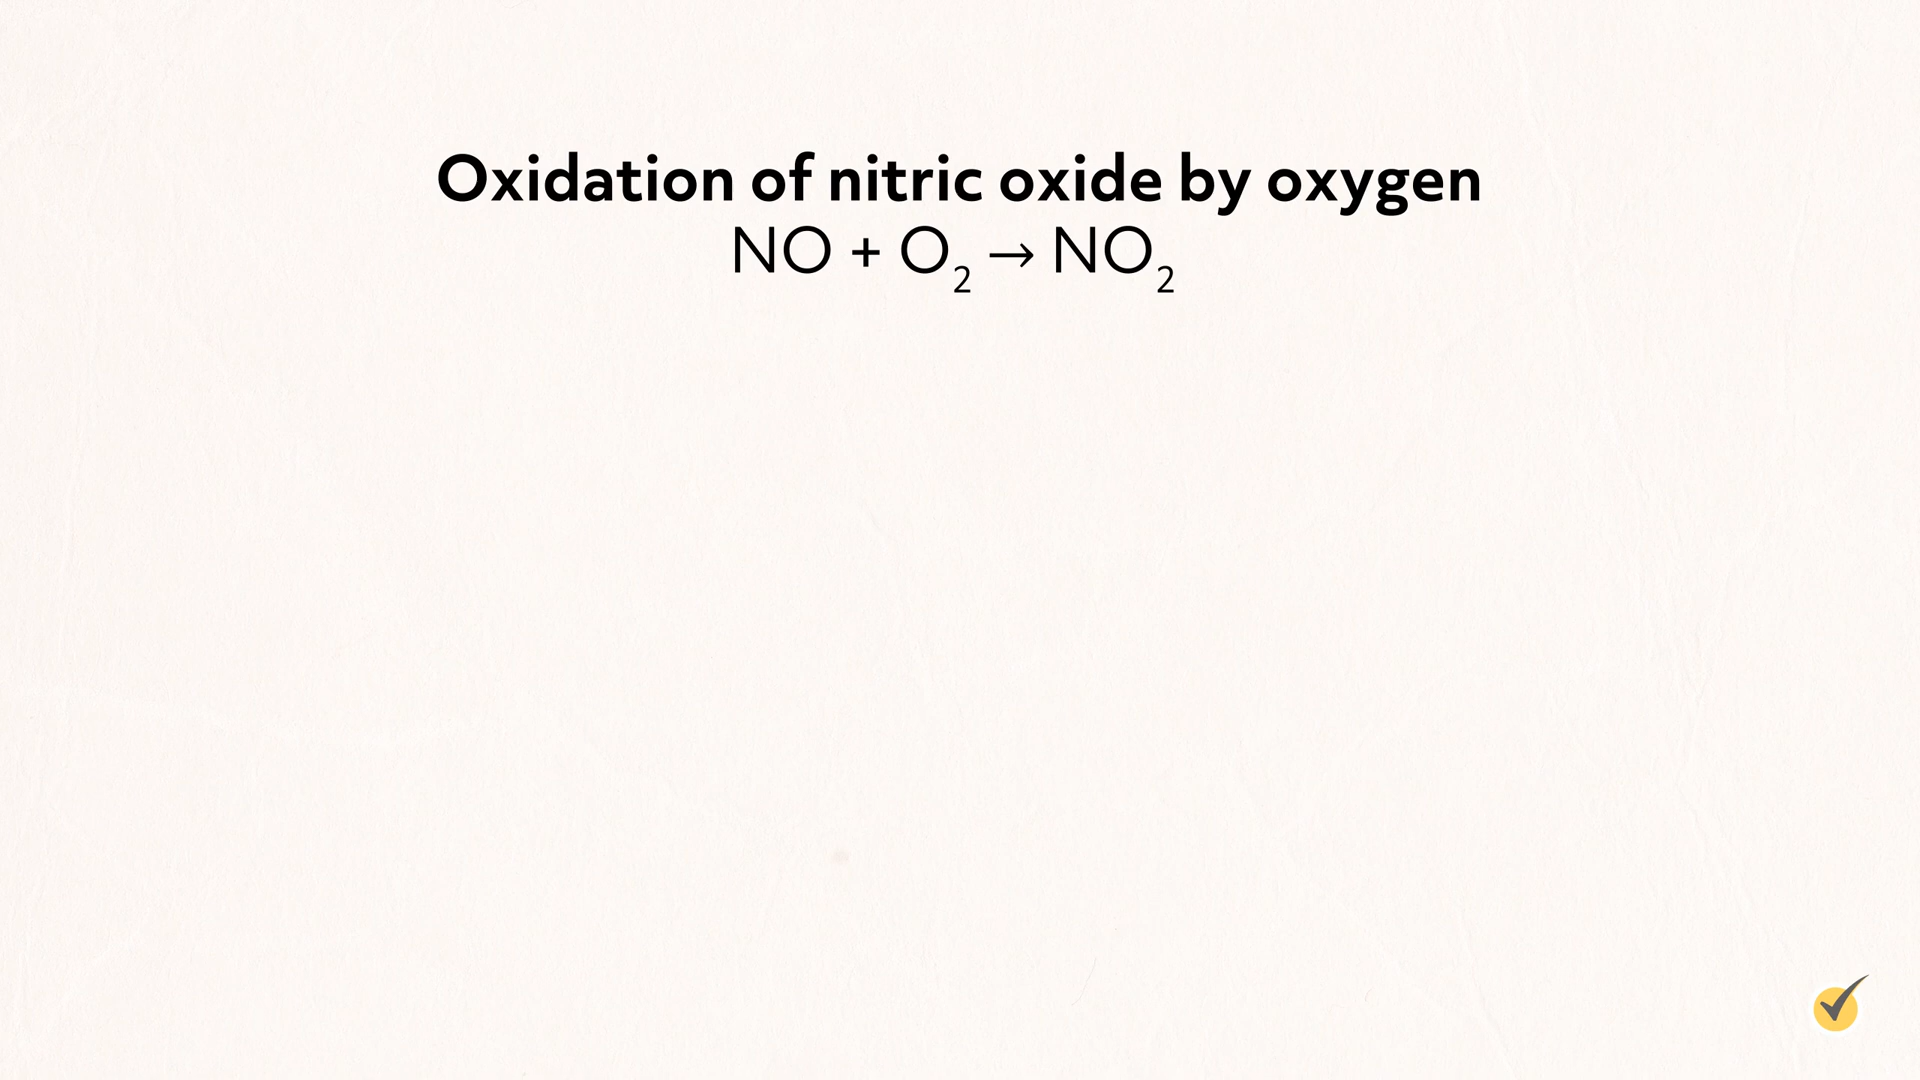 Oxidation of nitric oxide by oxygen
NO + O₂ → NO₂